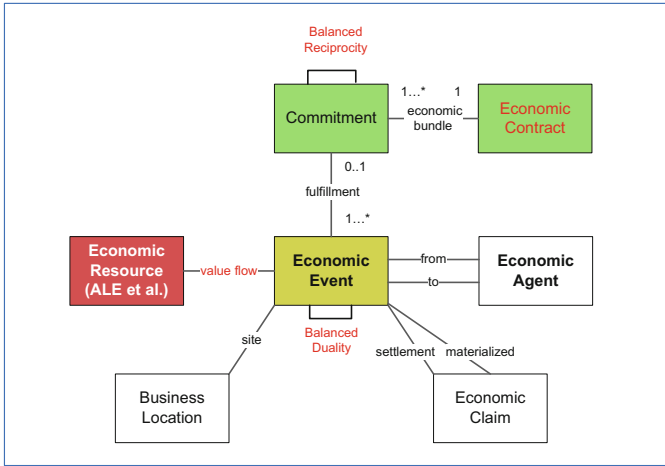 Balanced
Reciprocity
Commitment
1...* 1
economic
bundle
Economic
Contract
0..1
fulfillment
1...*
Economic
Resource
(ALE et al.)
value flow
Economic
Event
from
to
Economic
Agent
Balanced
Duality
site
settlement materialized
Business
Location
Economic
Claim